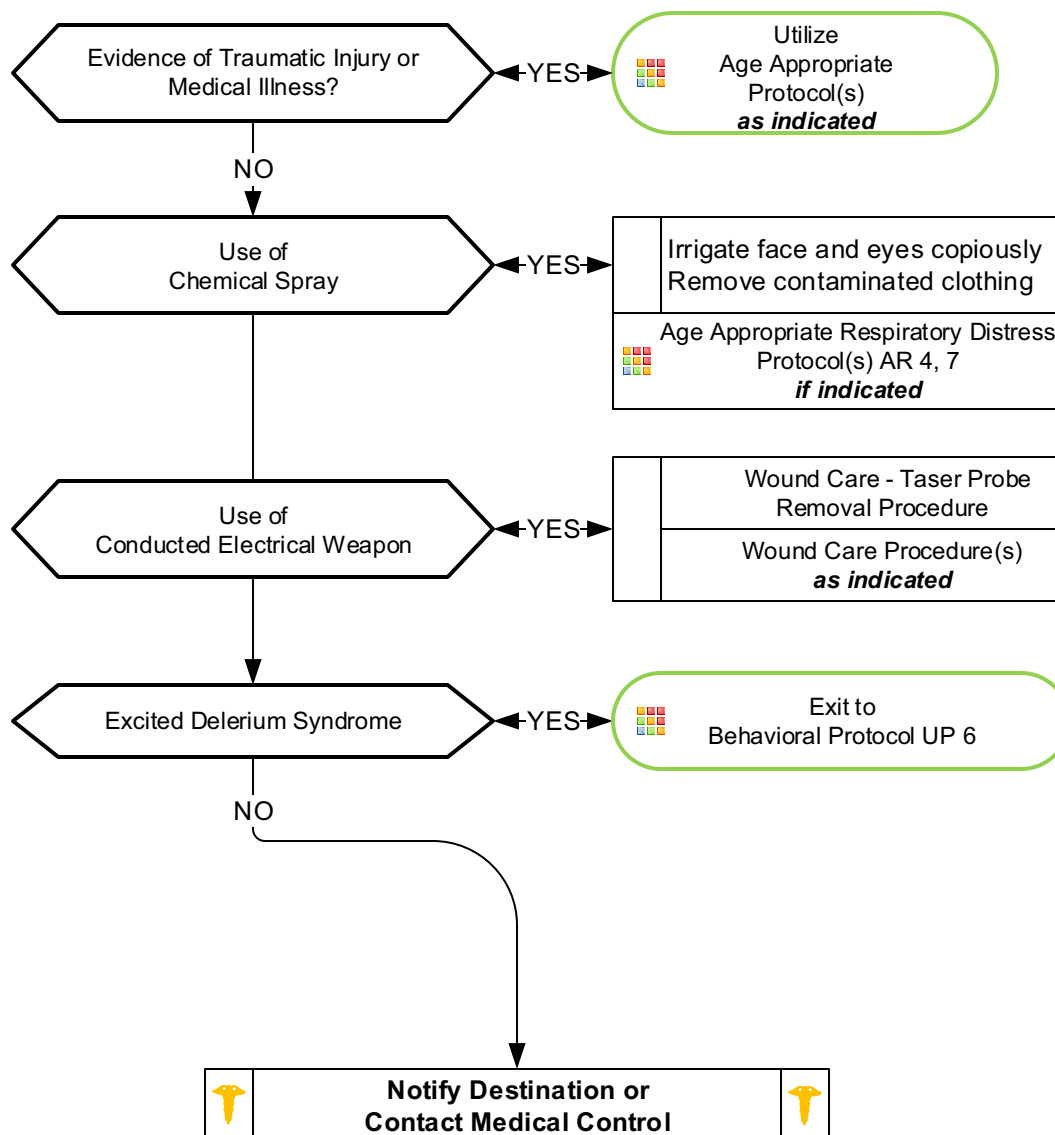 Evidence of Traumatic Injury or
Medical Illness?
YES
Utilize
Age Appropriate
Protocol(s)
as indicated
NO
Use of
Chemical Spray
YES
Irrigate face and eyes copiously
Remove contaminated clothing
Age Appropriate Respiratory Distress
Protocol(s) AR 4, 7
if indicated
Use of
Conducted Electrical Weapon
YES
Wound Care - Taser Probe
Removal Procedure
Wound Care Procedure(s)
as indicated
Excited Delerium Syndrome
YES
Exit to
Behavioral Protocol UP 6
NO
Notify Destination or
Contact Medical Control